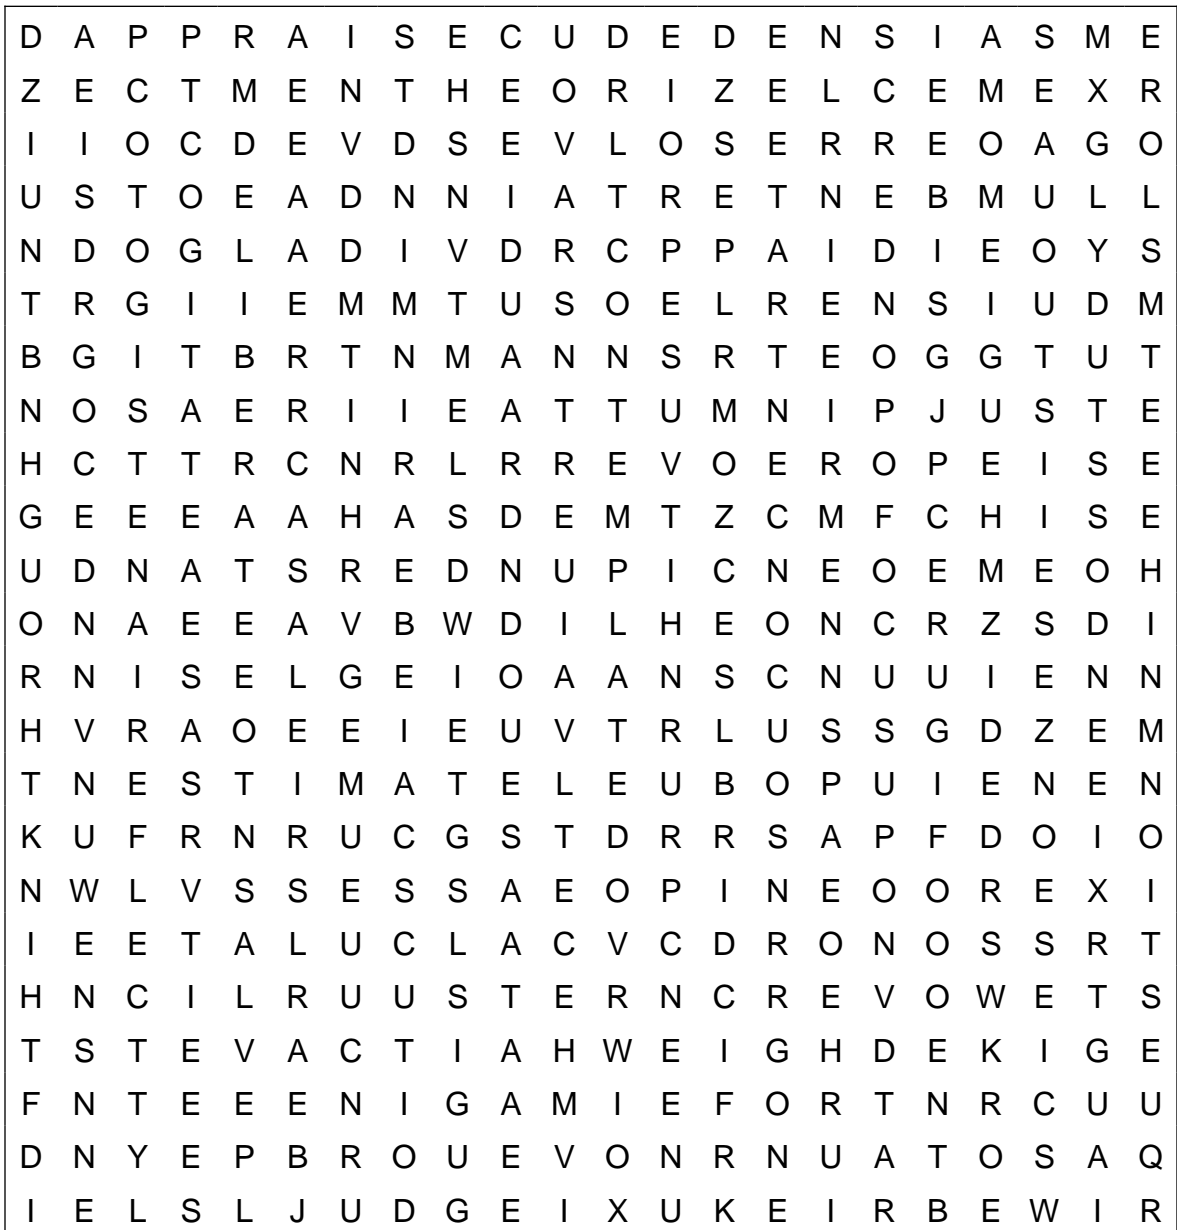 D A P P R A I S E C U D E D E N S I A S M E
Z E C T M E N T H E O R I Z E L C E M E X R
I I O C D E V D S E V L O S E R R E O A G O
U S T O E A D N N I A T R E T N E B M U L L
N D O G L A D I V D R C P P A I D I E O Y S
T R G I I E M M T U S O E L R E N S I U D M
B G I T B R T N M A N N S R T E O G G T U T
N O S A E R I I E A T T U M N I P J U S T E
H C T T R C N R L R R E V O E R O P E I S E
G E E E A A H A S D E M T Z C M F C H I S E
U D N A T S R E D N U P I C N E O E M E O H
O N A E E A V B W D I L H E O N C R Z S D I
R N I S E L G E I O A A N S C N U U I E N N
H V R A O E E I E U V T R L U S S G D Z E M
T N E S T I M A T E L E U B O P U I E N E N
K U F R N R U C G S T D R R S A P F D O I O
N W L V S S E S S A E O P I N E O O R E X I
I E E T A L U C L A C V C D R O N O S S R T
H N C I L R U U S T E R N C R E V O W E T S
T S T E V A C T I A H W E I G H D E K I G E
F N T E E E N I G A M I E F O R T N R C U U
D N Y E P B R O U E V O N R N U A T O S A Q
I E L S L J U D G E I X U K E I R B E W I R